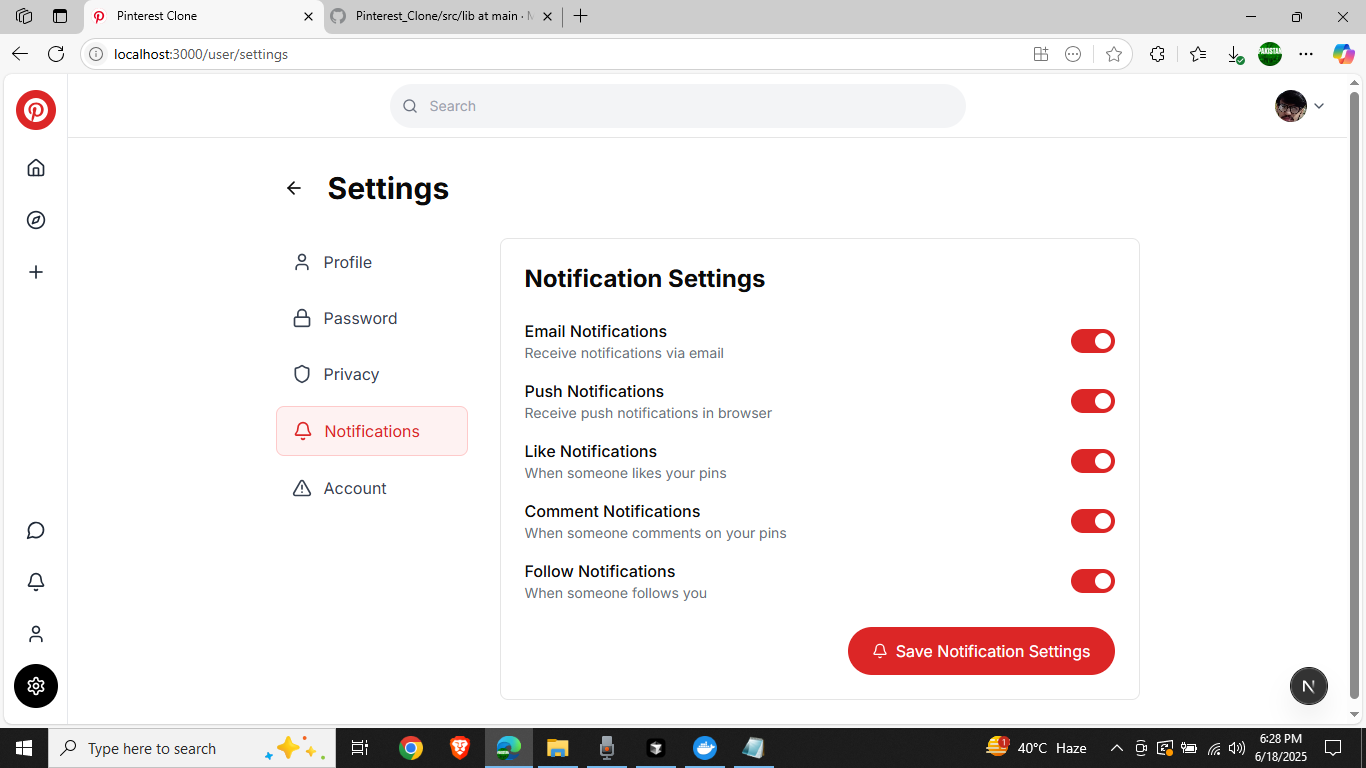 Pinterest Clone
Pinterest_Clone/src/lib at main ·
localhost:3000/user/settings
PAKISTAN
Search
Settings
Profile
Password
Privacy
Notifications
Account
Notification Settings
Email Notifications
Receive notifications via email
Push Notifications
Receive push notifications in browser
Like Notifications
When someone likes your pins
Comment Notifications
When someone comments on your pins
Follow Notifications
When someone follows you
Save Notification Settings
N
Type here to search
1
40°C Haze
6:28 PM
6/18/2025